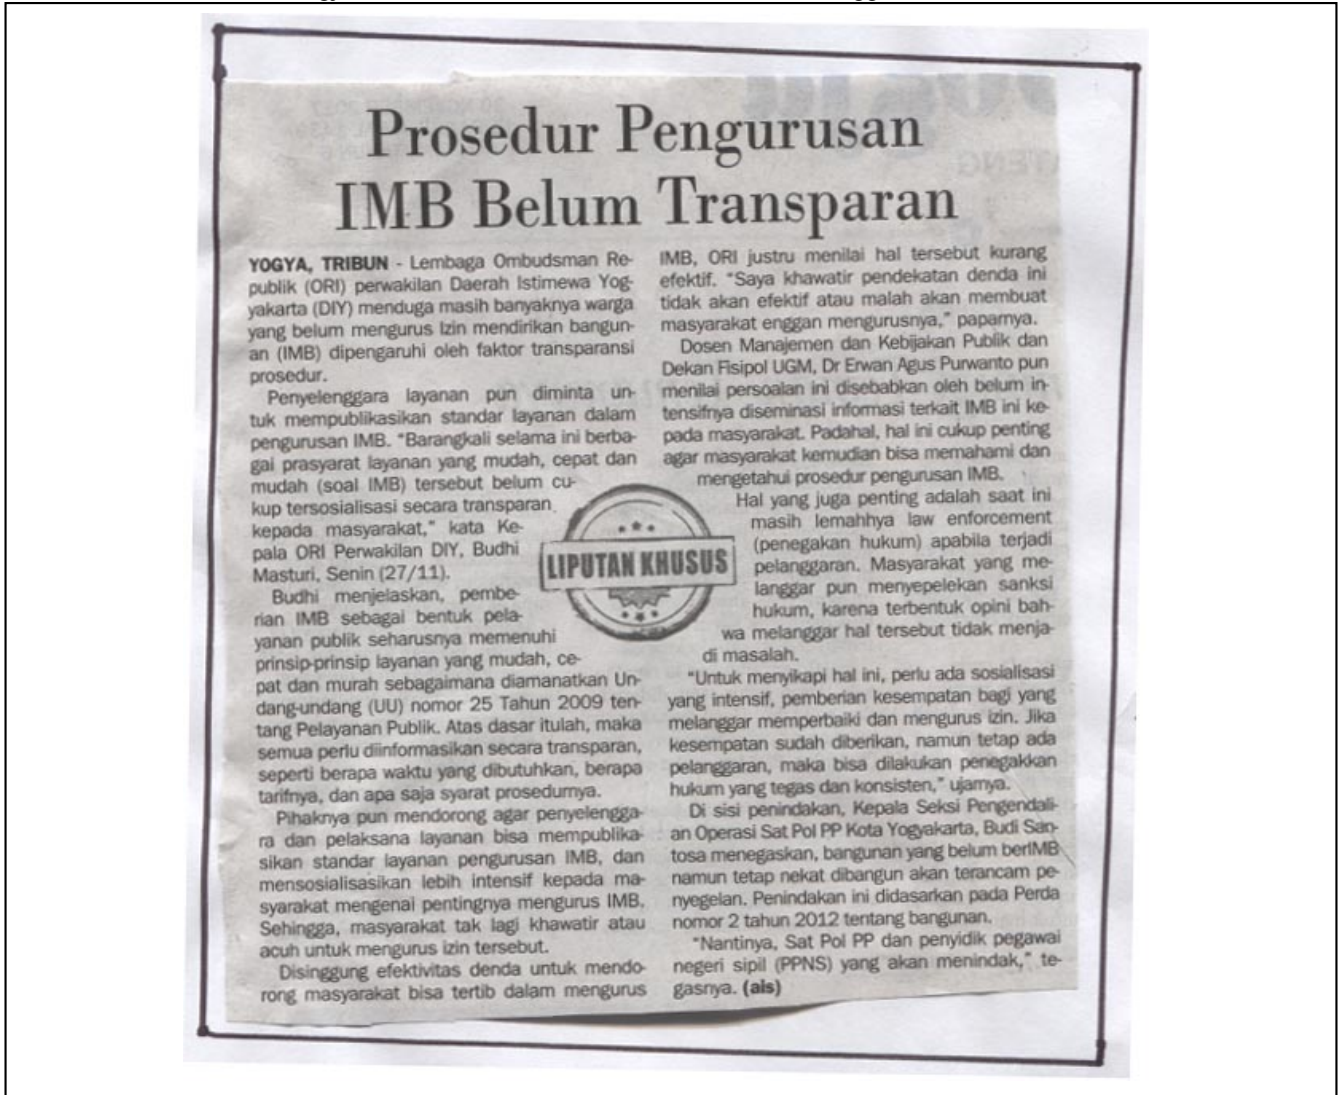 Prosedur Pengurusan
IMB Belum Transparan
YOGYA, TRIBUN - Lembaga Ombudsman Re-
publik (ORI) perwakilan Daerah Istimewa Yog-
yakarta (DIY) menduga masih banyaknya warga
yang belum mengurus Izin mendirikan bangun-
an (IMB) dipengaruhi oleh faktor transparansi
prosedur.
Penyelenggara layanan pun diminta un-
tuk mempublikasikan standar layanan dalam
pengurusan IMB. "Barangkali selama ini berba-
gai prasyarat layanan yang mudah, cepat dan
mudah (soal IMB) tersebut belum cu-
kup tersosialisasi secara transparan
kepada masyarakat," kata Ke-
pala ORI Perwakilan DIY, Budhi
Masturi, Senin (27/11).
Budhi menjelaskan, pembe-
rian IMB sebagai bentuk pela-
yanan publik seharusnya memenuhi
prinsip-prinsip layanan yang mudah, ce-
pat dan murah sebagaimana diamanatkan Un-
dang-undang (UU) nomor 25 Tahun 2009 ten-
tang Pelayanan Publik. Atas dasar itulah, maka
semua perlu diinformasikan secara transparan,
seperti berapa waktu yang dibutuhkan, berapa
tarifnya, dan apa saja syarat prosedurnya.
Pihaknya pun mendorong agar penyelengga-
ra dan pelaksana layanan bisa mempublika-
sikan standar layanan pengurusan IMB, dan
mensosialisasikan lebih intensif kepada ma-
syarakat mengenai pentingnya mengurus IMB.
Sehingga, masyarakat tak lagi khawatir atau
acuh untuk mengurus izin tersebut.
Disinggung efektivitas denda untuk mendo-
rong masyarakat bisa tertib dalam mengurus
IMB, ORI justru menilai hal tersebut kurang
efektif. "Saya khawatir pendekatan denda ini
tidak akan efektif atau malah akan membuat
masyarakat enggan mengurusnya," paparnya.
Dosen Manajemen dan Kebijakan Publik dan
Dekan Fisipol UGM, Dr Erwan Agus Purwanto pun
menilai persoalan ini disebabkan oleh belum in-
tensifnya diseminasi informasi terkait IMB ini ke-
pada masyarakat. Padahal, hal ini cukup penting
agar masyarakat kemudian bisa memahami dan
mengetahui prosedur pengurusan IMB.
Hal yang juga penting adalah saat ini
masih lemahhya law enforcement
(penegakan hukum) apabila terjadi
pelanggaran. Masyarakat yang me-
langgar pun menyepelekan sanksi
hukum, karena terbentuk opini bah-
wa melanggar hal tersebut tidak menja-
di masalah.
"Untuk menyikapi hal ini, perlu ada sosialisasi
yang intensif, pemberian kesempatan bagi yang
melanggar memperbaiki dan mengurus izin. Jika
kesempatan sudah diberikan, namun tetap ada
pelanggaran, maka bisa dilakukan penegakkan
hukum yang tegas dan konsisten," ujarnya.
Di sisi penindakan, Kepala Seksi Pengendali-
an Operasi Sat Pol PP Kota Yogyakarta, Budi San-
tosa menegaskan, bangunan yang belum berIMB
namun tetap nekat dibangun akan terancam pe-
nyegelan. Penindakan ini didasarkan pada Perda
nomor 2 tahun 2012 tentang bangunan.
"Nantinya, Sat Pol PP dan penyidik pegawai
negeri sipil (PPNS) yang akan menindak," te-
gasnya. (ais)
LIPUTAN KHUSUS